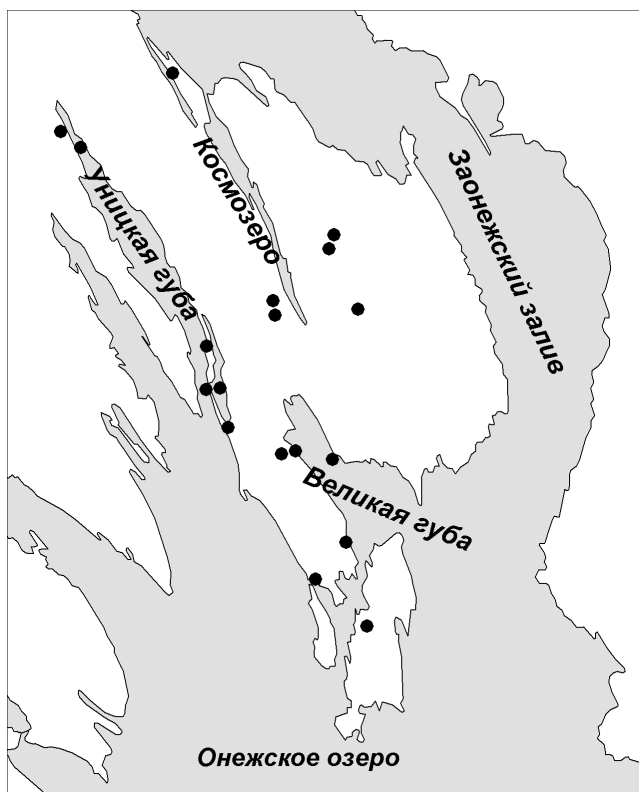 Космозеро
Заонежский залив
Уницкая губа
Великая губа
Онежское озеро